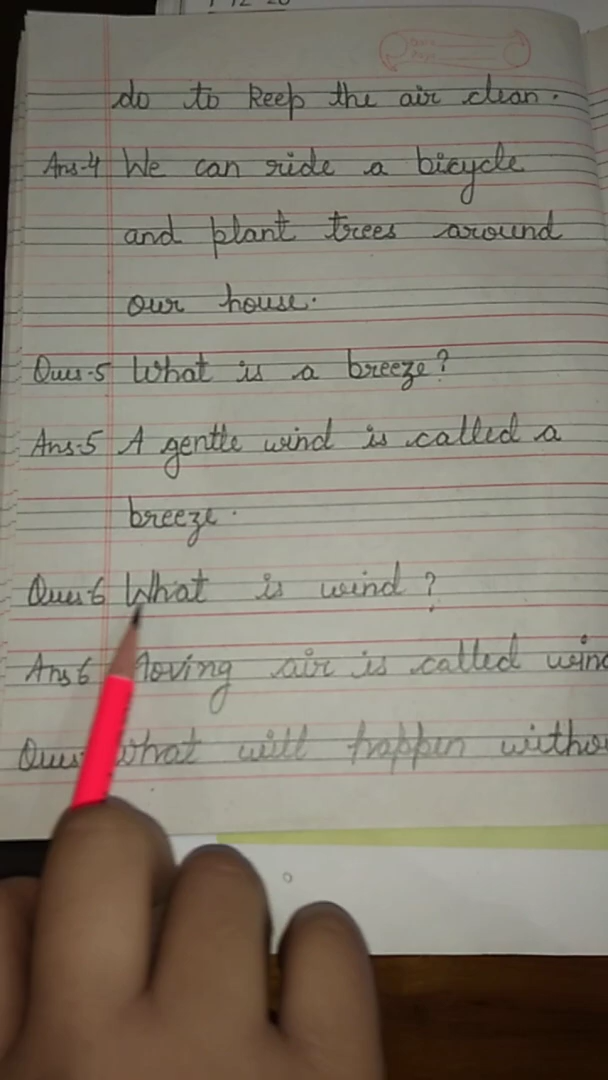 do to keep the air clean.
Ans-4 We can ride a bicycle
and plant trees around
our house.
Ques-5 What is a breeze?
Ans-5 A gentle wind is called a
breeze.
Ques 6 What is wind?
Ans 6 Moving air is called wind
What will happen witho